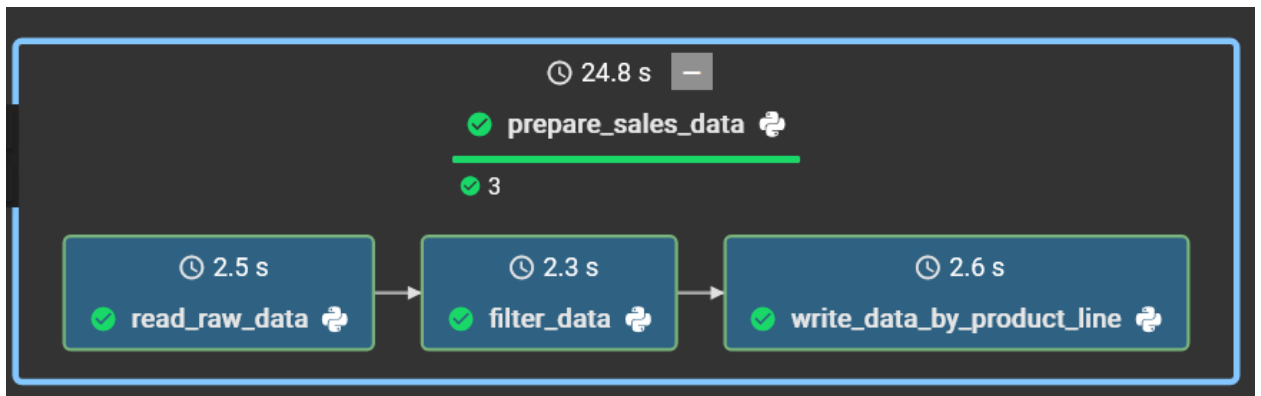 24.8 s
prepare_sales_data
3
2.5 s
read_raw_data
2.3 s
filter_data
2.6 s
write_data_by_product_line